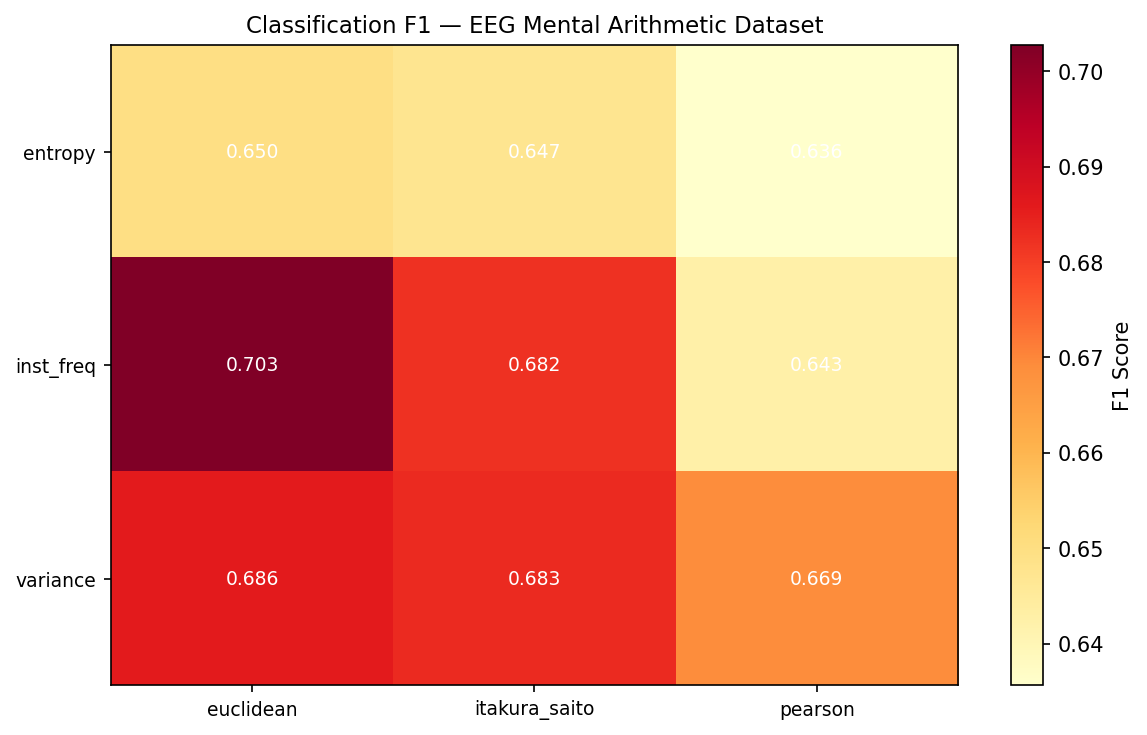 Classification F1 — EEG Mental Arithmetic Dataset
entropy 0.650 0.647 0.636
inst_freq 0.703 0.682 0.643
variance 0.686 0.683 0.669
euclidean itakura_saito pearson
0.70
0.69
0.68
0.67
0.66
0.65
0.64
F1 Score